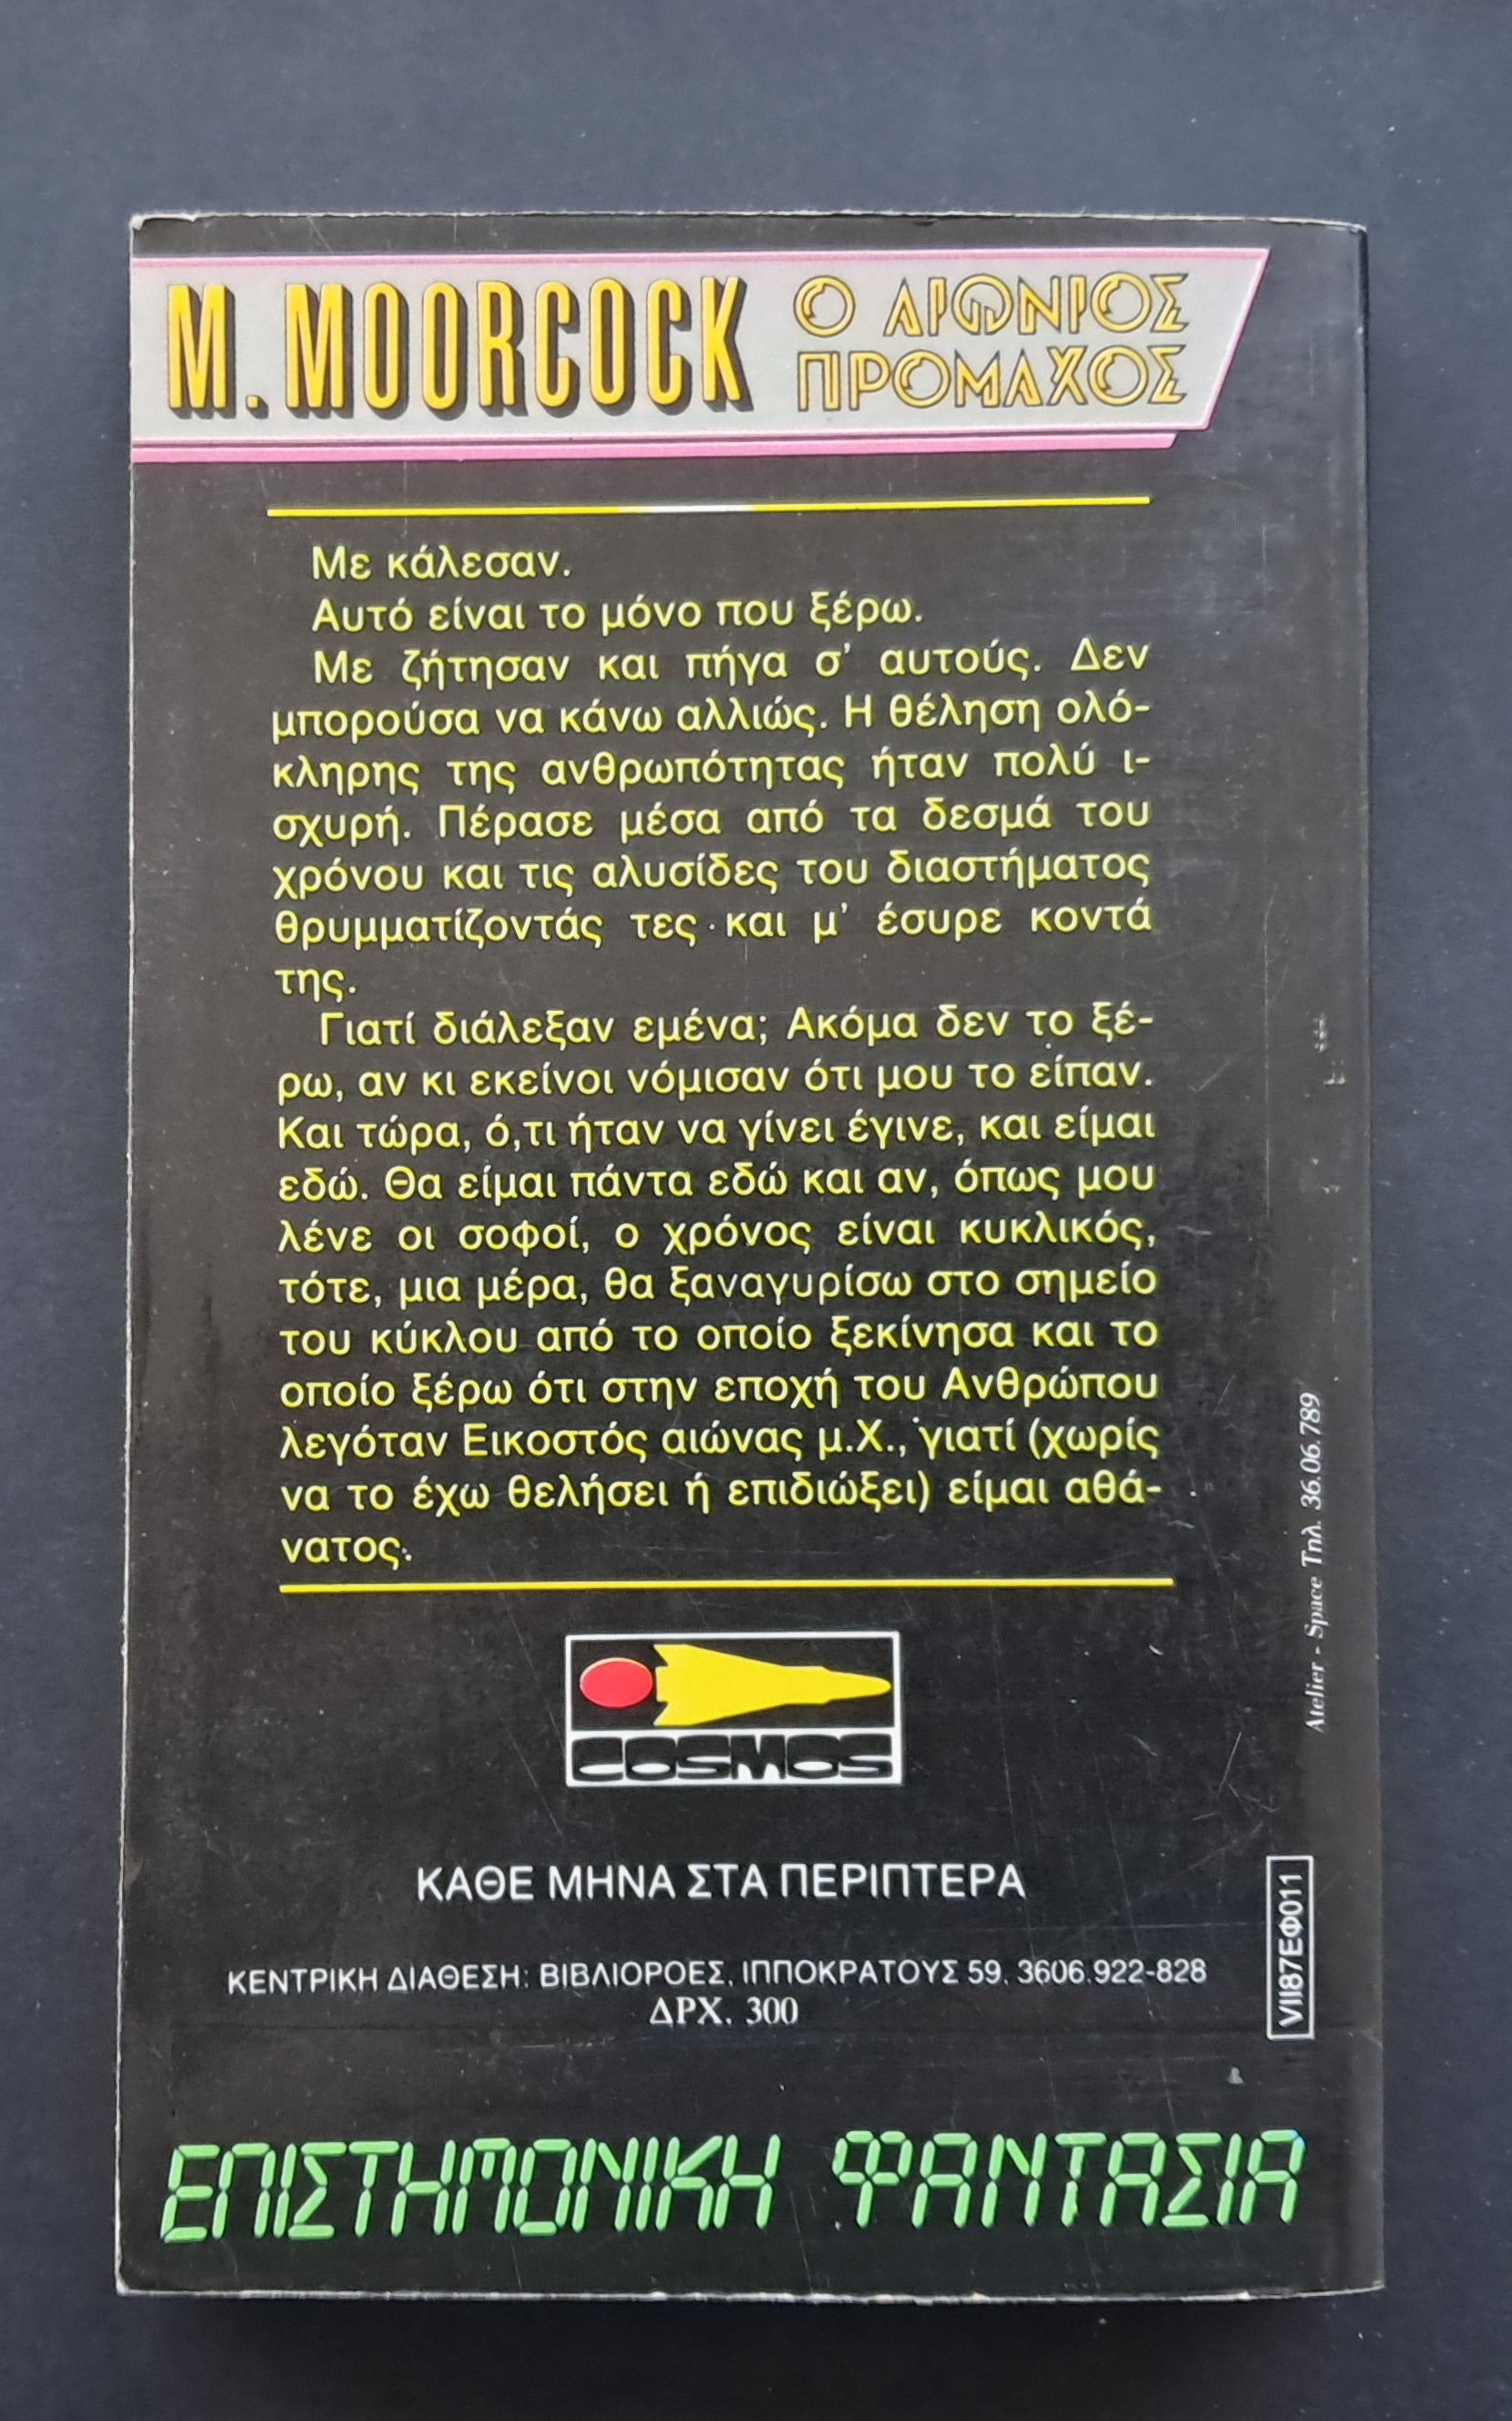 M. MOORCOCK Ο ΑΙΩΝΙΟΣ
ΠΡΟΜΑΧΟΣ
Με κάλεσαν.
Αυτό είναι το μόνο που ξέρω.
Με ζήτησαν και πήγα σ' αυτούς. Δεν
μπορούσα να κάνω αλλιώς. Η θέληση ολό-
κληρης της ανθρωπότητας ήταν πολύ ι-
σχυρή. Πέρασε μέσα από τα δεσμά του
χρόνου και τις αλυσίδες του διαστήματος
θρυμματίζοντάς τες · και μ' έσυρε κοντά
της.
Γιατί διάλεξαν εμένα; Ακόμα δεν το ξέ-
ρω, αν κι εκείνοι νόμισαν ότι μου το είπαν.
Και τώρα, ό,τι ήταν να γίνει έγινε, και είμαι
εδώ. Θα είμαι πάντα εδώ και αν, όπως μου
λένε οι σοφοί, ο χρόνος είναι κυκλικός,
τότε, μια μέρα, θα ξαναγυρίσω στο σημείο
του κύκλου από το οποίο ξεκίνησα και το
οποίο ξέρω ότι στην εποχή του Ανθρώπου
λεγόταν Εικοστός αιώνας μ.Χ., γιατί (χωρίς
να το έχω θελήσει ή επιδιώξει) είμαι αθά-
νατος.
COSMOS
ΚΑΘΕ ΜΗΝΑ ΣΤΑ ΠΕΡΙΠΤΕΡΑ
ΚΕΝΤΡΙΚΗ ΔΙΑΘΕΣΗ: ΒΙΒΛΙΟΡΟΕΣ, ΙΠΠΟΚΡΑΤΟΥΣ 59, 3606.922-828
ΔΡΧ. 300
ΕΠΙΣΤΗΜΟΝΙΚΗ ΦΑΝΤΑΣΙΑ
Atelier - Space Τηλ. 36.06.789
VII87ΕΦ011